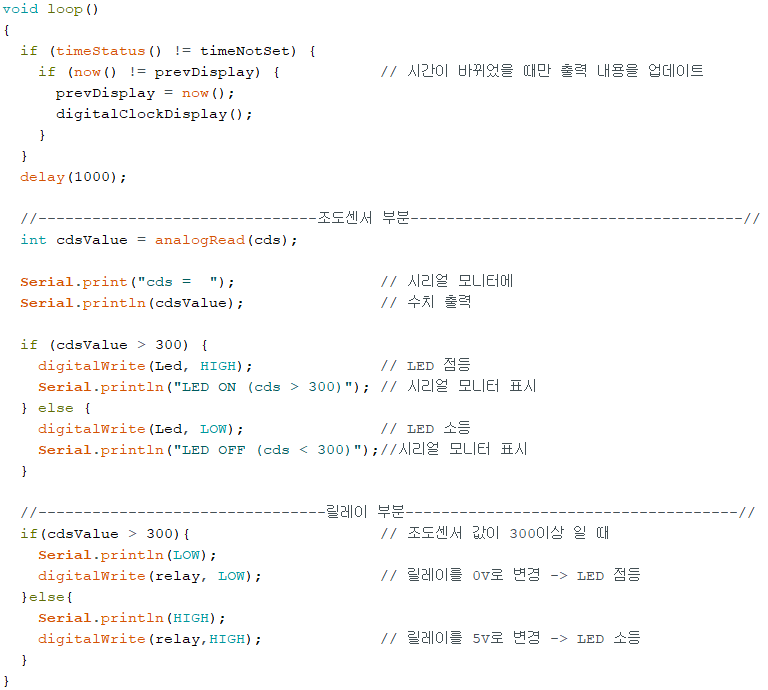 void loop()
{
  if (timeStatus() != timeNotSet) {
    if (now() != prevDisplay) {           // 시간이 바뀌었을 때만 출력 내용을 업데이트
      prevDisplay = now();
      digitalClockDisplay();
    }
  }
  delay(1000);
  //-------------------------------조도센서 부분-------------------------------------//
  int cdsValue = analogRead(cds);
  Serial.print("cds =  ");                // 시리얼 모니터에
  Serial.println(cdsValue);               // 수치 출력
  if (cdsValue > 300) {
    digitalWrite(Led, HIGH);              // LED 점등
    Serial.println("LED ON (cds > 300)"); // 시리얼 모니터 표시
  } else {
    digitalWrite(Led, LOW);               // LED 소등
    Serial.println("LED OFF (cds < 300)");//시리얼 모니터 표시
  }
  //--------------------------------릴레이 부분-------------------------------------//
  if(cdsValue > 300){                     // 조도센서 값이 300이상 일 때
    Serial.println(LOW);
    digitalWrite(relay, LOW);             // 릴레이를 0V로 변경 -> LED 점등
  }else{
    Serial.println(HIGH);
    digitalWrite(relay,HIGH);             // 릴레이를 5V로 변경 -> LED 소등
  }
}